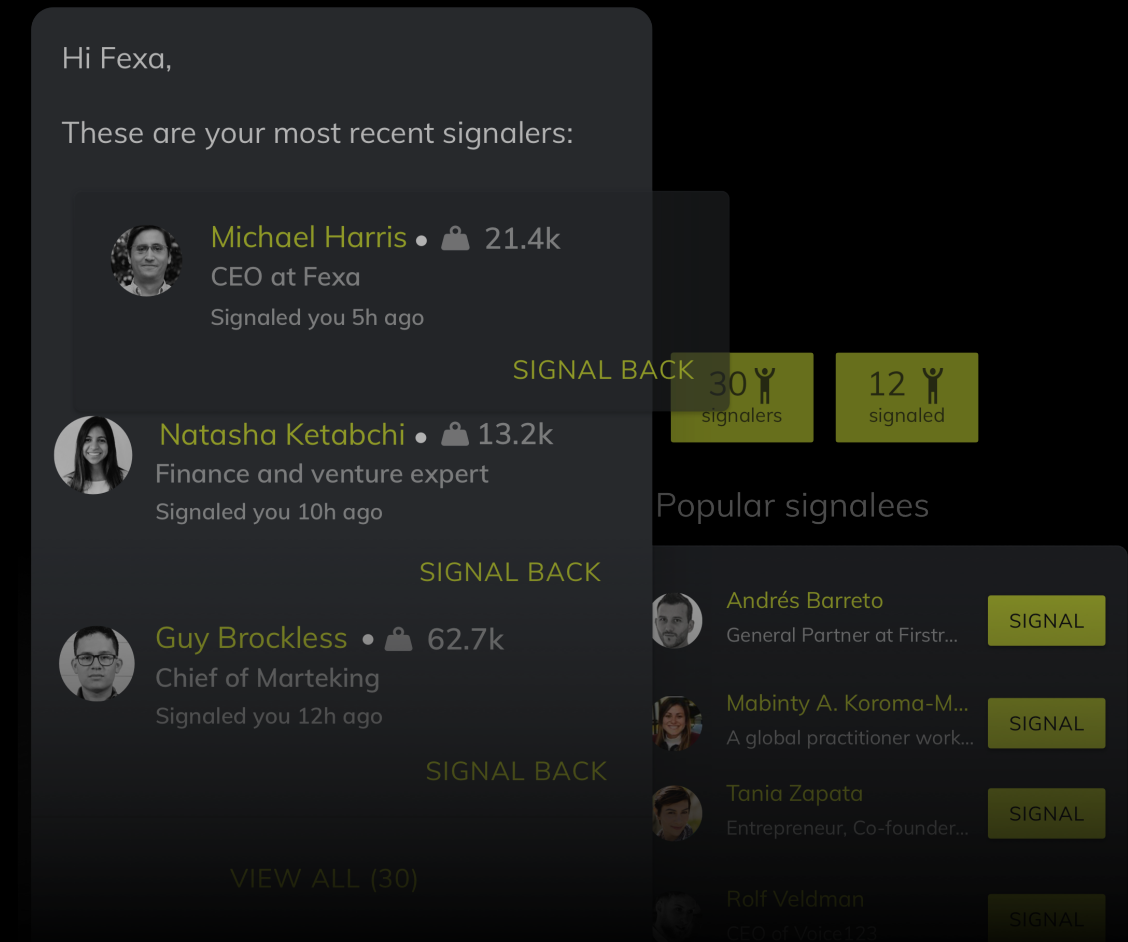 Hi Fexa,
These are your most recent signalers:
Michael Harris • 21.4k
CEO at Fexa
Signaled you 5h ago
SIGNAL BACK
Natasha Ketabchi • 13.2k
Finance and venture expert
Signaled you 10h ago
SIGNAL BACK
Guy Brockless • 62.7k
Chief of Marteking
Signaled you 12h ago
SIGNAL BACK
VIEW ALL (30)
30
signalers
12
signaled
Popular signalees
Andrés Barreto
General Partner at Firstr...
SIGNAL
Mabinty A. Koroma-M...
A global practitioner work...
SIGNAL
Tania Zapata
Entrepreneur, Co-founder...
SIGNAL
Rolf Veldman
CEO of Voice123
SIGNAL